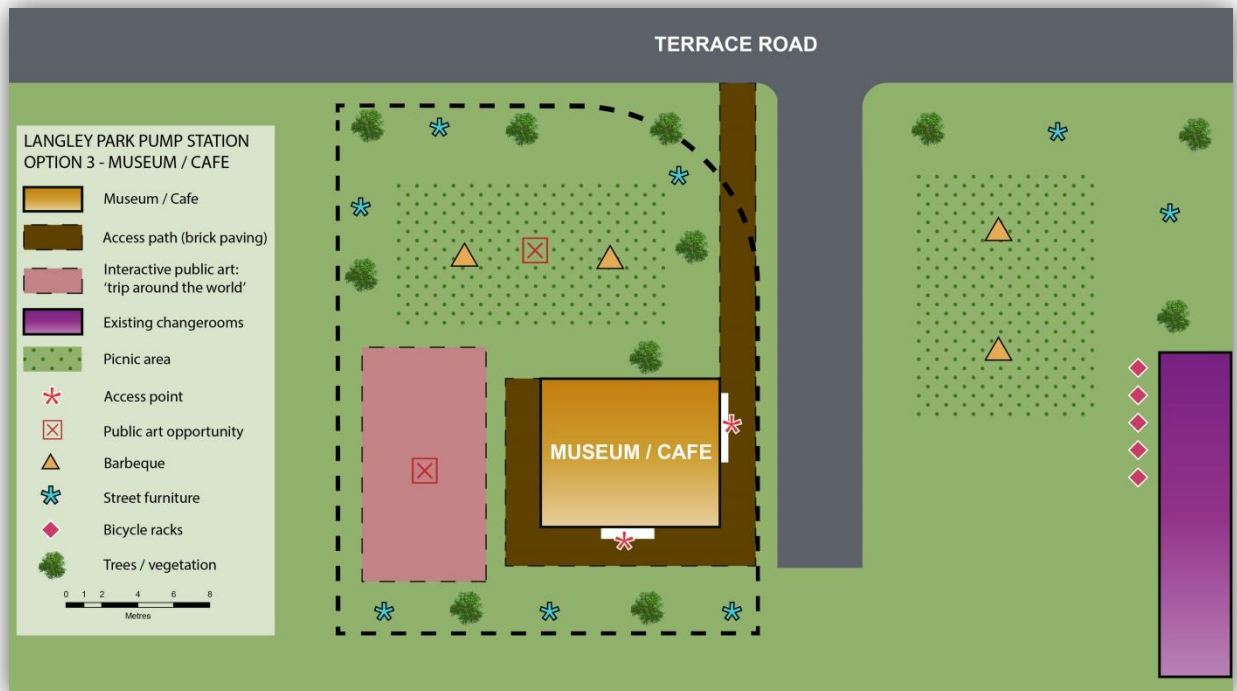 TERRACE ROAD
LANGLEY PARK PUMP STATION
OPTION 3 - MUSEUM / CAFE
Museum / Cafe
Access path (brick paving)
Interactive public art:
'trip around the world'
Existing changerooms
Picnic area
Access point
Public art opportunity
Barbeque
Street furniture
Bicycle racks
Trees / vegetation
0 1 2 4 6 8
Metres
MUSEUM / CAFE